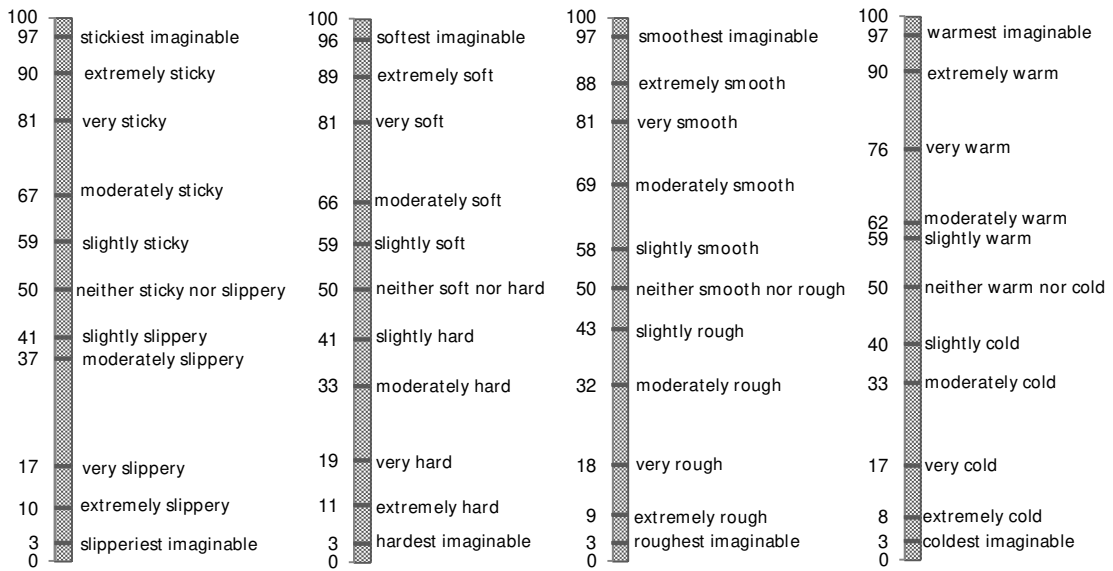 100
97 stickiest imaginable
90 extremely sticky
81 very sticky
67 moderately sticky
59 slightly sticky
50 neither sticky nor slippery
41 slightly slippery
37 moderately slippery
17 very slippery
10 extremely slippery
3 slipperiest imaginable
0
100
96 softest imaginable
89 extremely soft
81 very soft
66 moderately soft
59 slightly soft
50 neither soft nor hard
41 slightly hard
33 moderately hard
19 very hard
11 extremely hard
3 hardest imaginable
0
100
97 smoothest imaginable
88 extremely smooth
81 very smooth
69 moderately smooth
58 slightly smooth
50 neither smooth nor rough
43 slightly rough
32 moderately rough
18 very rough
9 extremely rough
3 roughest imaginable
0
100
97 warmest imaginable
90 extremely warm
76 very warm
62 moderately warm
59 slightly warm
50 neither warm nor cold
40 slightly cold
33 moderately cold
17 very cold
8 extremely cold
3 coldest imaginable
0